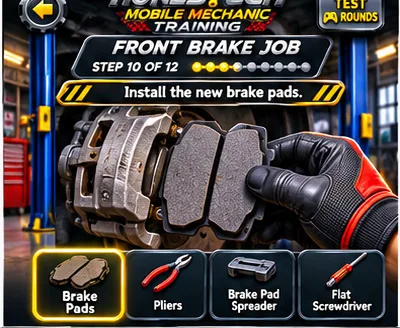 MOBILE MECHANIC
TRAINING
TEST
ROUNDS
FRONT BRAKE JOB
STEP 10 OF 12
Install the new brake pads.
Brake
Pads
Pliers
Brake Pad
Spreader
Flat
Screwdriver